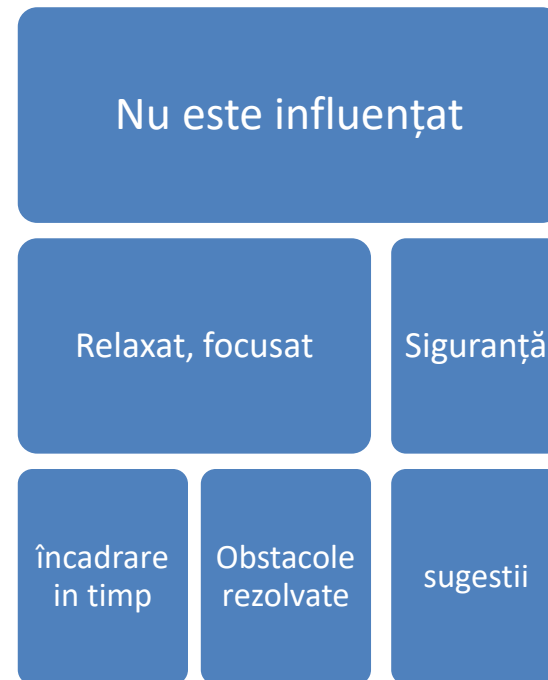 Nu este influențat
Relaxat, focusat
Siguranță
încadrare
in timp
Obstacole
rezolvate
sugestii